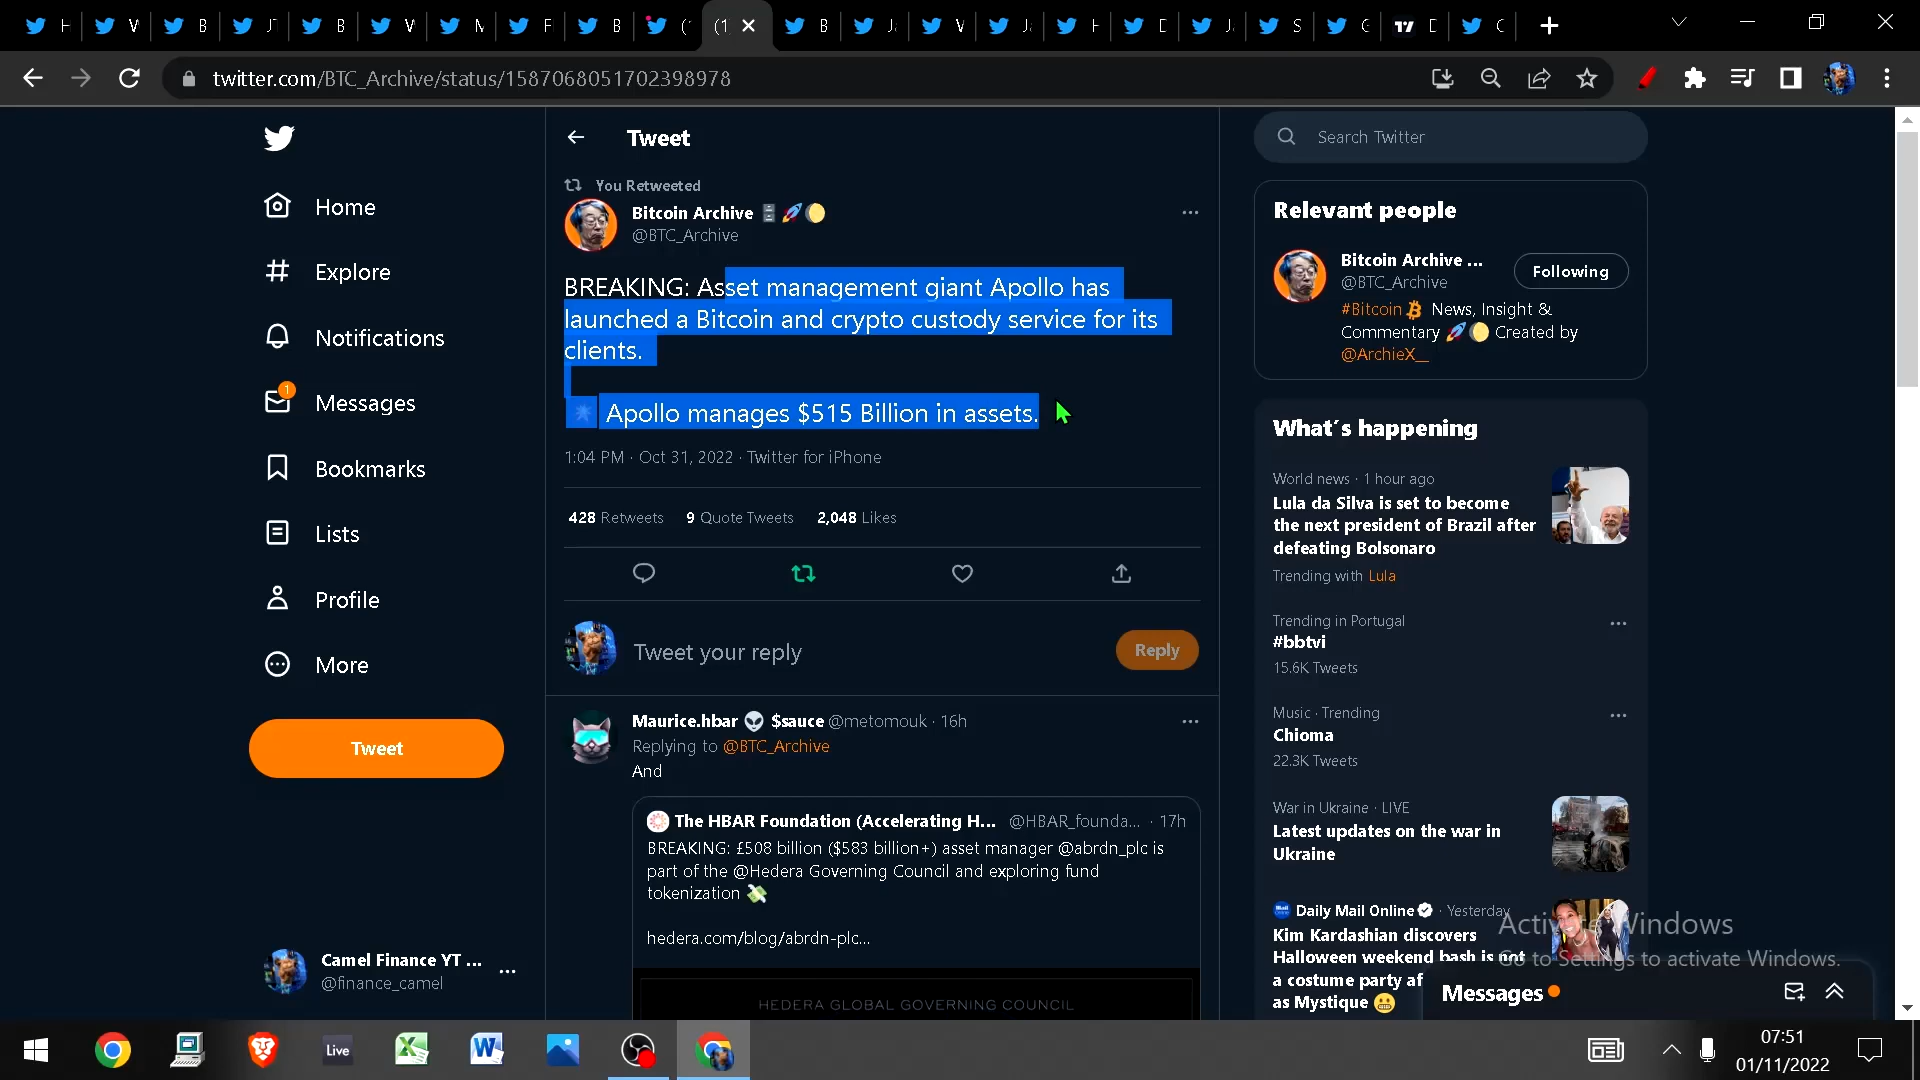 twitter.com/BTC_Archive/status/1587068051702398978
Home
Explore
Notifications
1
Messages
Bookmarks
Lists
Profile
More
Tweet
Camel Finance YT ...
@finance_camel
Tweet
You Retweeted
Bitcoin Archive
@BTC_Archive
BREAKING: Asset management giant Apollo has
launched a Bitcoin and crypto custody service for its
clients.
Apollo manages $515 Billion in assets.
1:04 PM · Oct 31, 2022 · Twitter for iPhone
428 Retweets 9 Quote Tweets 2,048 Likes
Tweet your reply
Reply
Maurice.hbar $sauce @metomouk · 16h
Replying to @BTC_Archive
And
The HBAR Foundation (Accelerating H... @HBAR_founda... · 17h
BREAKING: £508 billion ($583 billion+) asset manager @abrdn_plc is
part of the @Hedera Governing Council and exploring fund
tokenization
hedera.com/blog/abrdn-plc...
HEDERA GLOBAL GOVERNING COUNCIL
Search Twitter
Relevant people
Bitcoin Archive ...
@BTC_Archive
Following
#Bitcoin News, Insight &
Commentary Created by
@ArchieX__
What's happening
World news · 1 hour ago
Lula da Silva is set to become
the next president of Brazil after
defeating Bolsonaro
Trending with Lula
Trending in Portugal
#bbtvi
15.6K Tweets
Music · Trending
Chioma
22.3K Tweets
War in Ukraine · LIVE
Latest updates on the war in
Ukraine
Daily Mail Online · Yesterday
Kim Kardashian discovers
Halloween weekend bash is not
a costume party af
as Mystique
Activate Windows
Go to Settings to activate Windows.
Messages
Live
07:51
01/11/2022